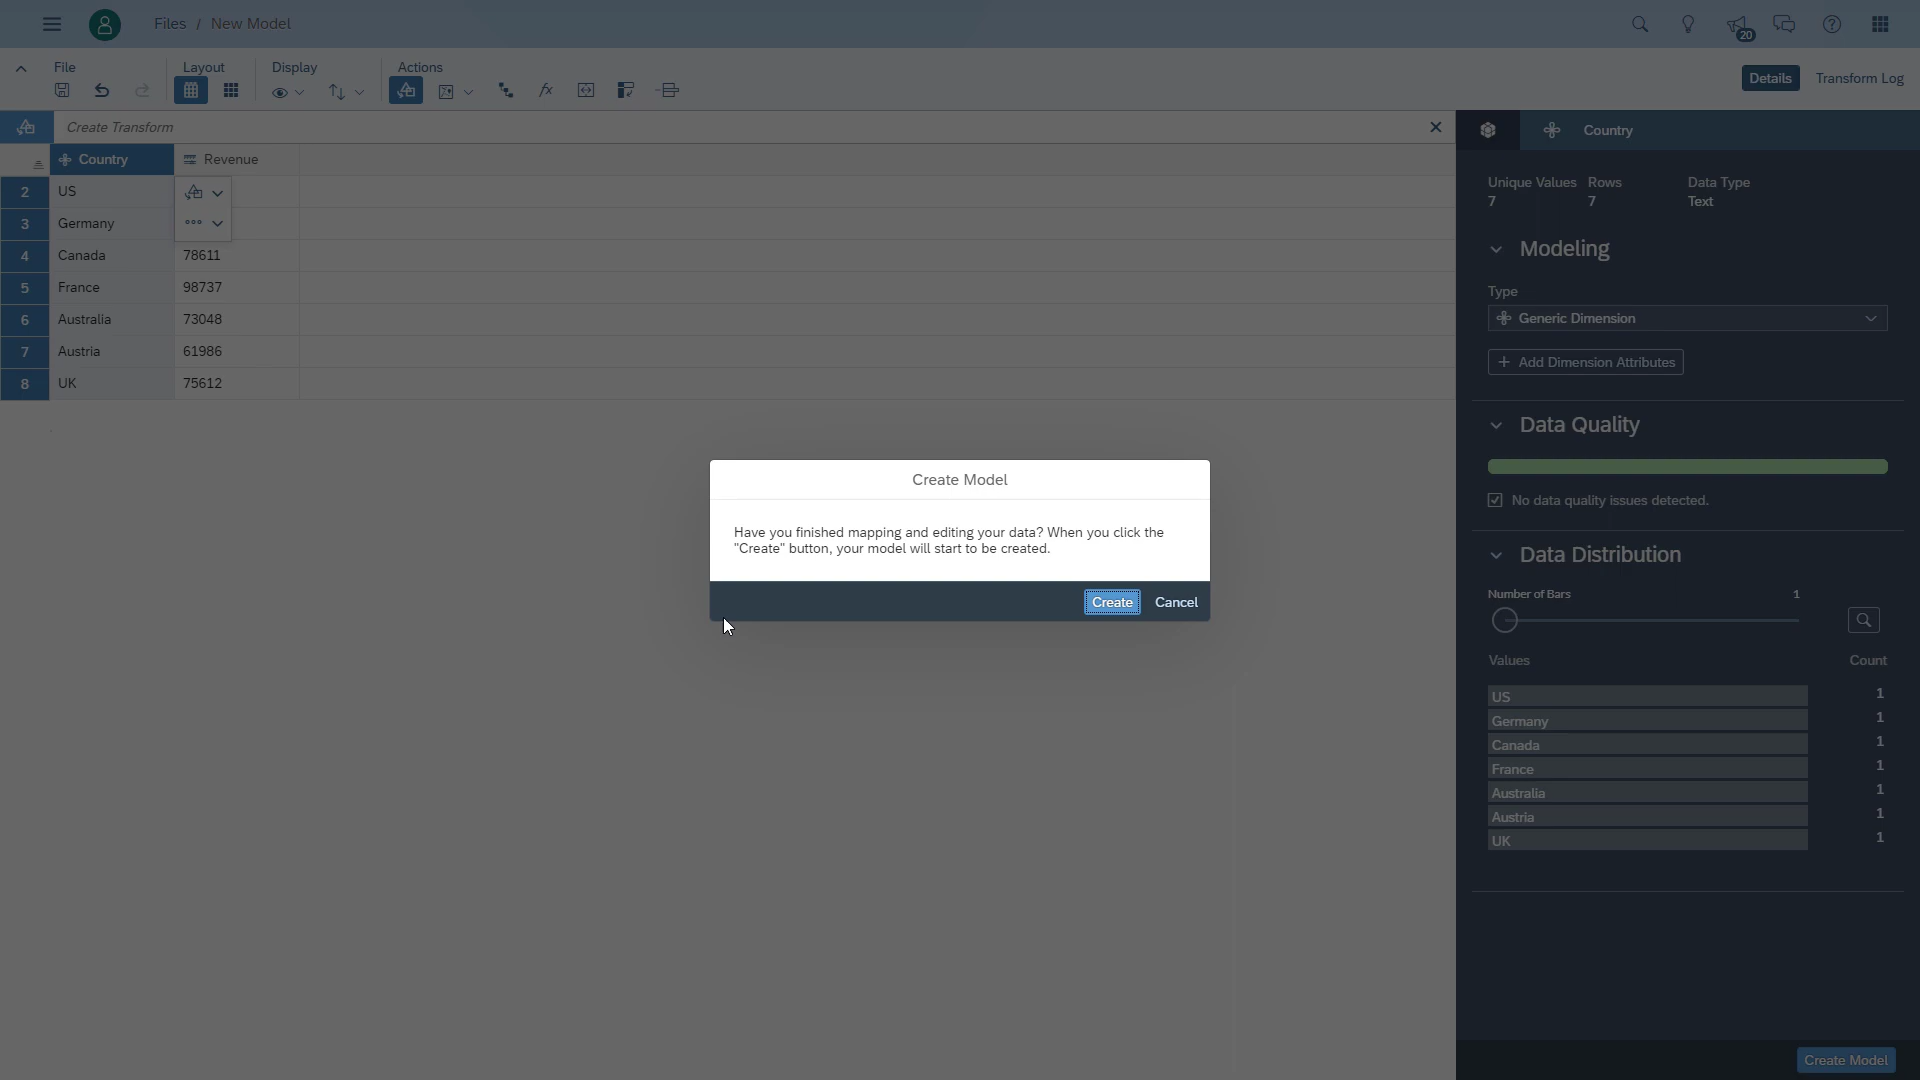 Files / New Model
20
File
Layout
Display
Actions
Details
Transform Log
Create Transform
Country
Revenue
2 US
3 Germany
4 Canada 78611
5 France 98737
6 Australia 73048
7 Austria 61986
8 UK 75612
Country
Unique Values Rows Data Type
7 7 Text
Modeling
Type
Generic Dimension
+ Add Dimension Attributes
Data Quality
No data quality issues detected.
Data Distribution
Number of Bars 1
Values Count
US 1
Germany 1
Canada 1
France 1
Australia 1
Austria 1
UK 1
Create Model
Create Model
Have you finished mapping and editing your data? When you click the
"Create" button, your model will start to be created.
Create Cancel